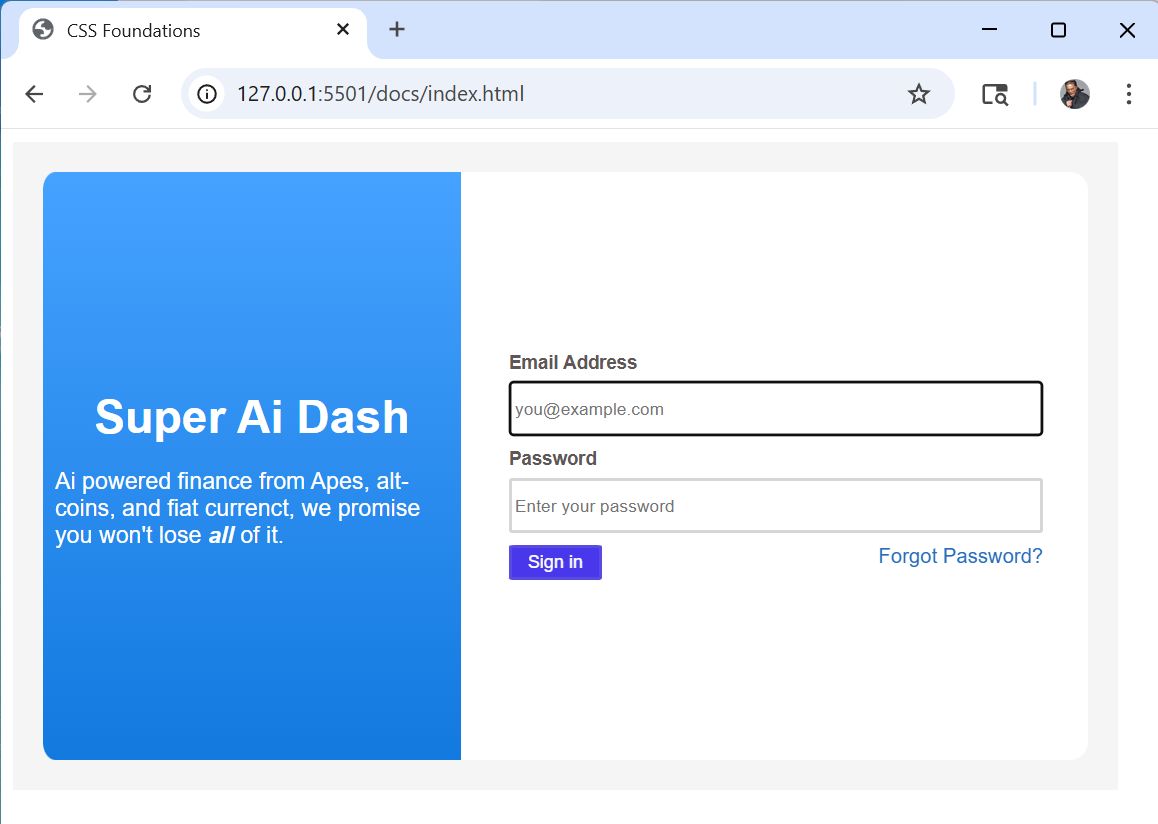 CSS Foundations
127.0.0.1:5501/docs/index.html
Super Ai Dash
Ai powered finance from Apes, alt-
coins, and fiat currenct, we promise
you won't lose all of it.
Email Address
you@example.com
Password
Enter your password
Sign in
Forgot Password?